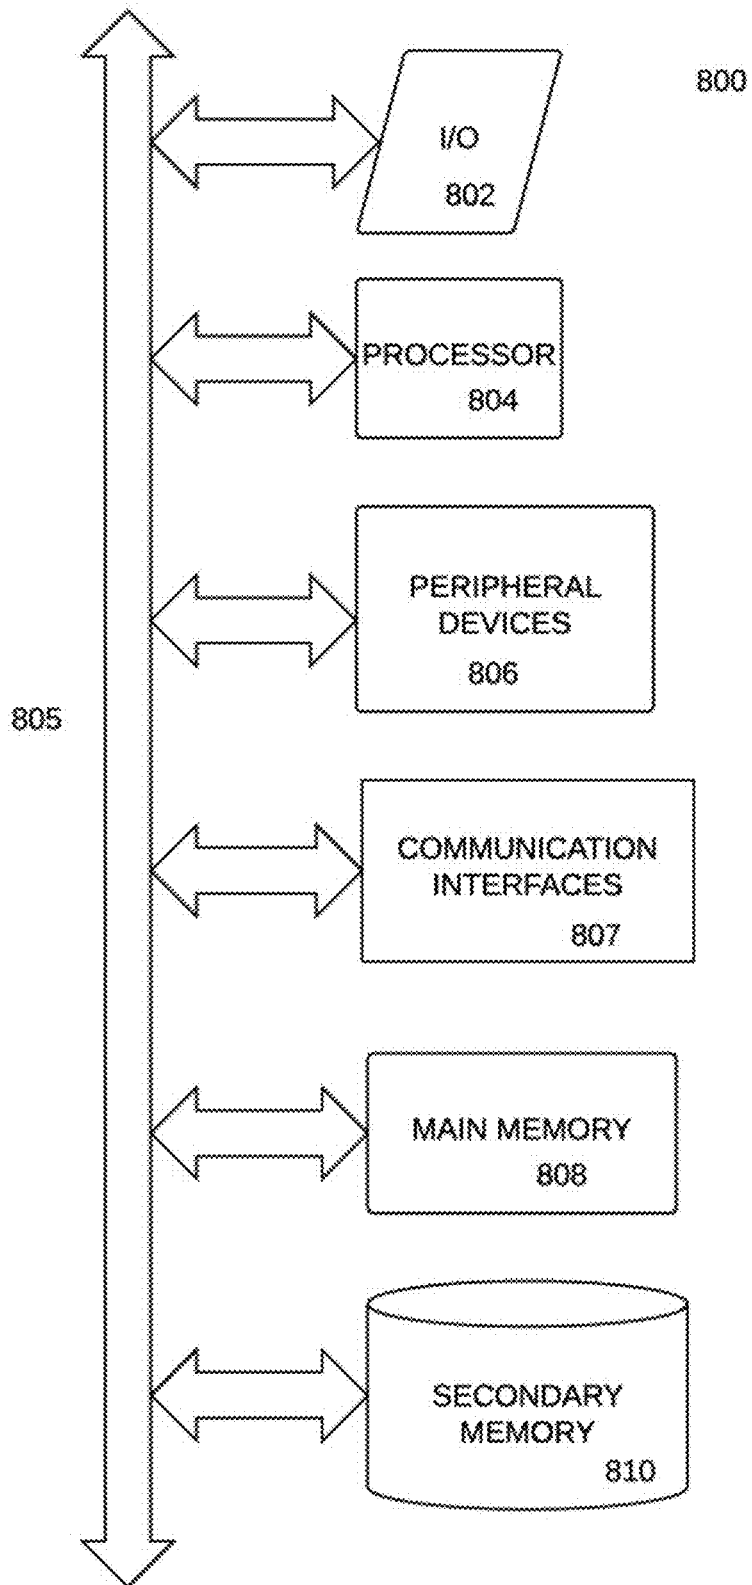 800
I/O
802
PROCESSOR
804
PERIPHERAL
DEVICES
806
805
COMMUNICATION
INTERFACES
807
MAIN MEMORY
808
SECONDARY
MEMORY
810